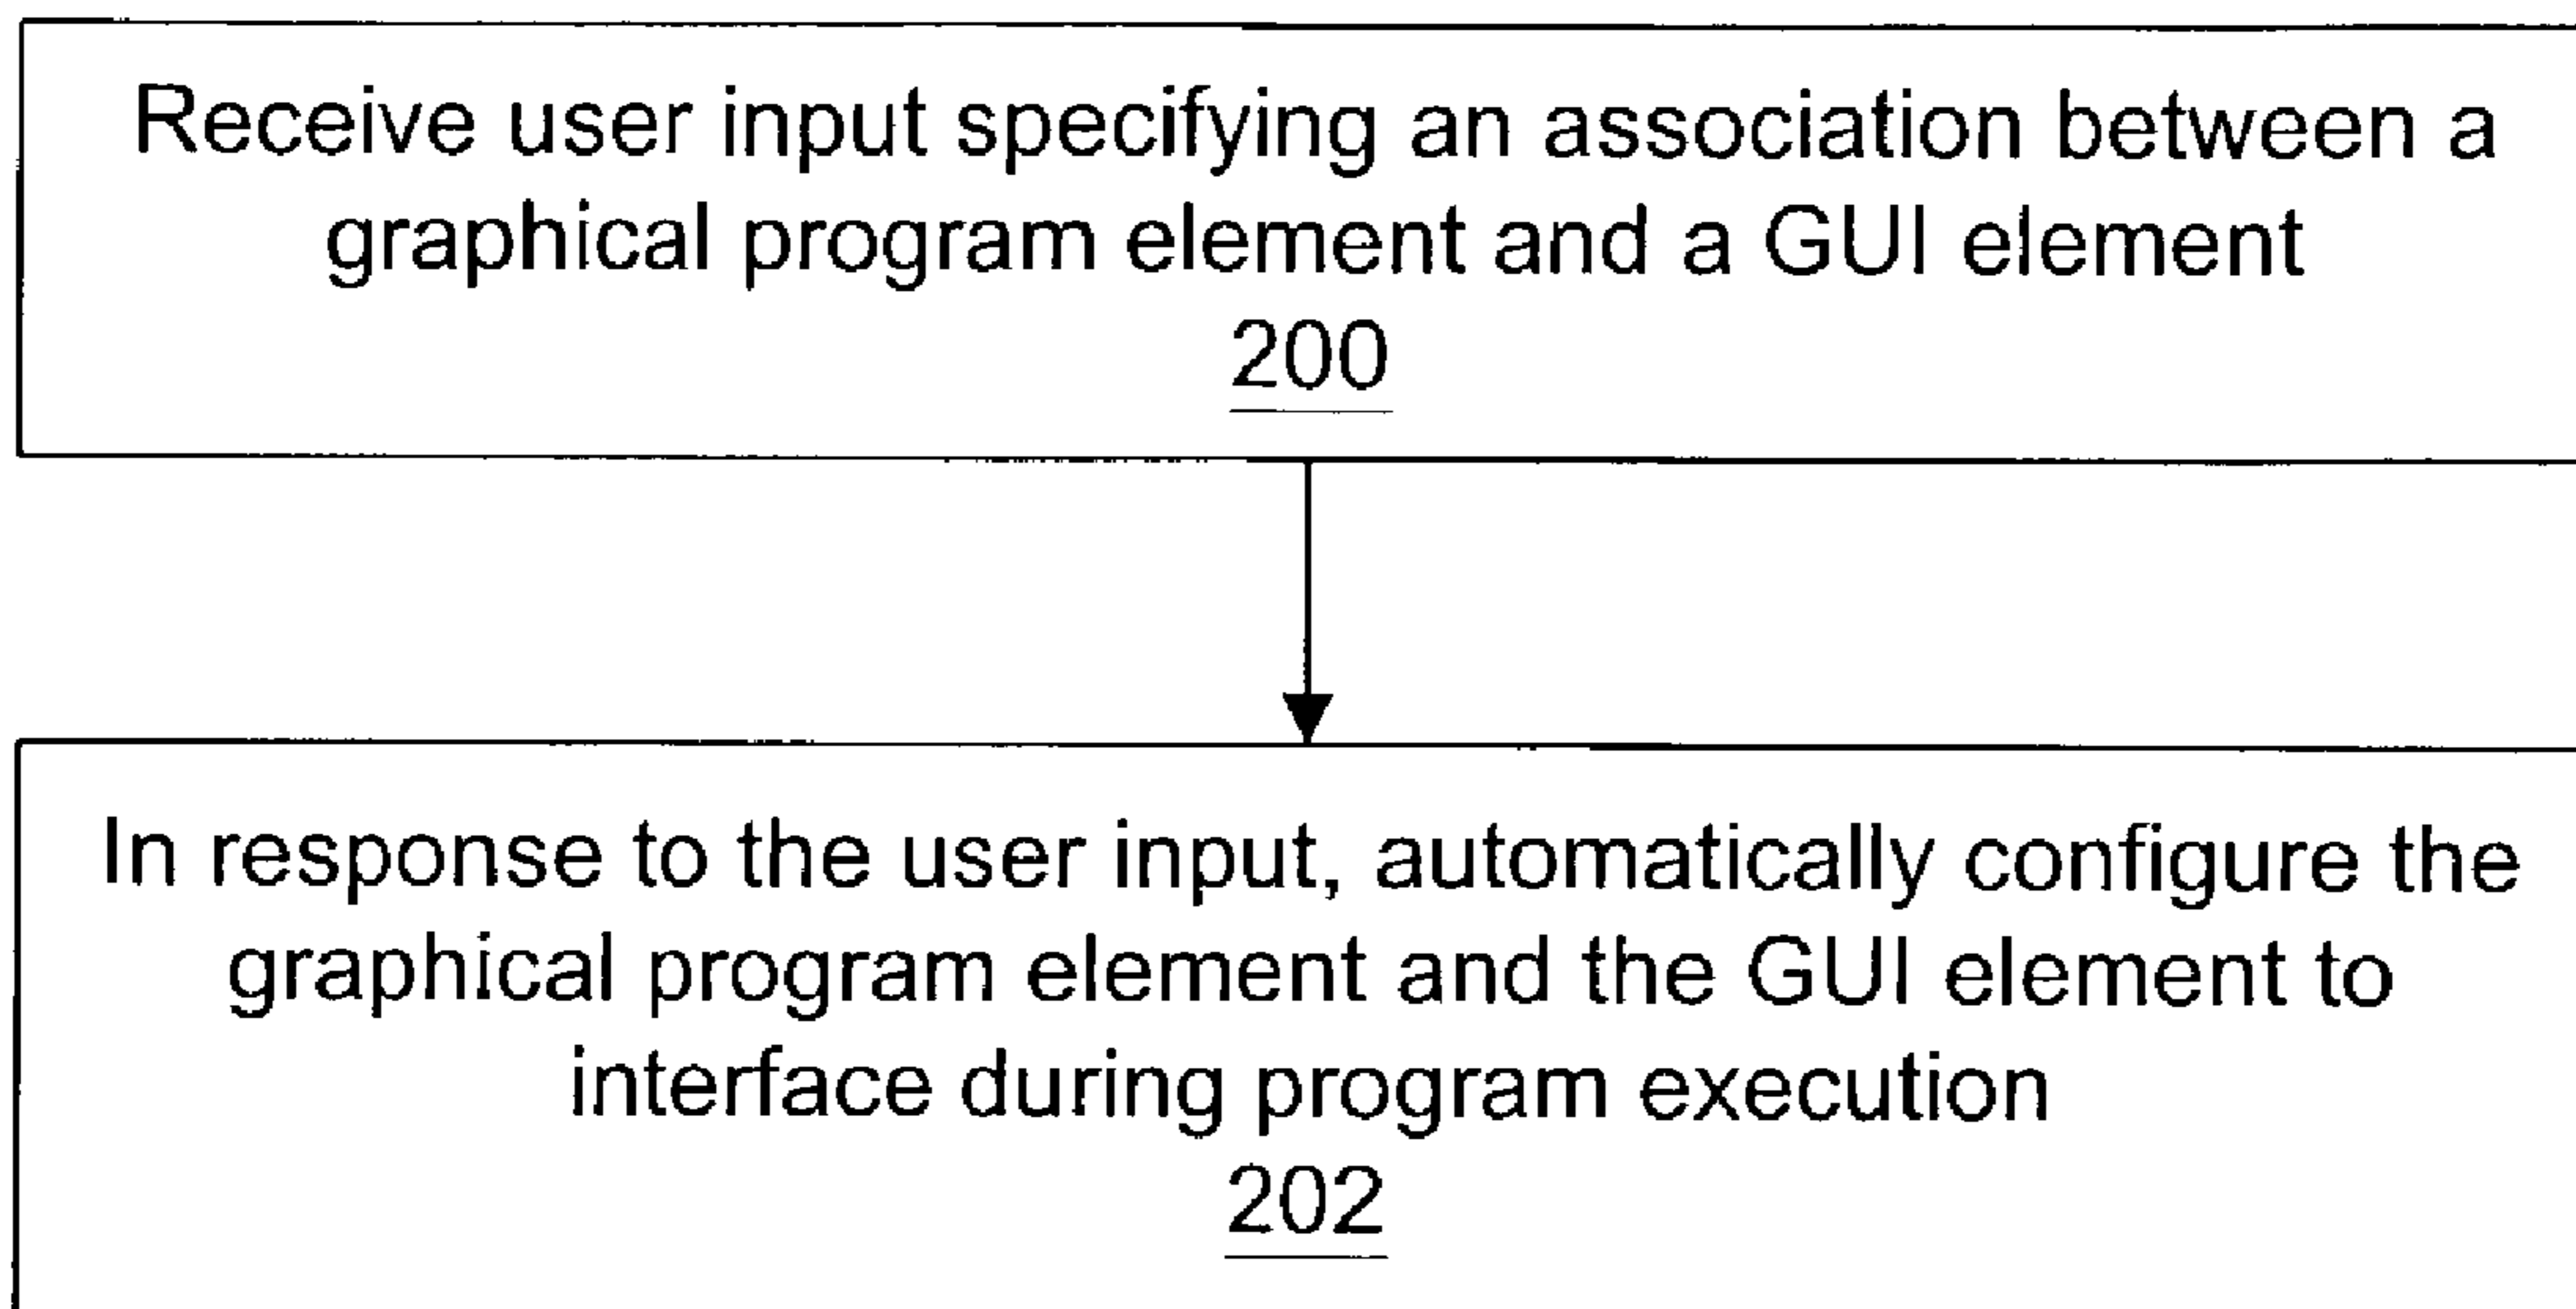 Receive user input specifying an association between a
graphical program element and a GUI element
200
In response to the user input, automatically configure the
graphical program element and the GUI element to
interface during program execution
202